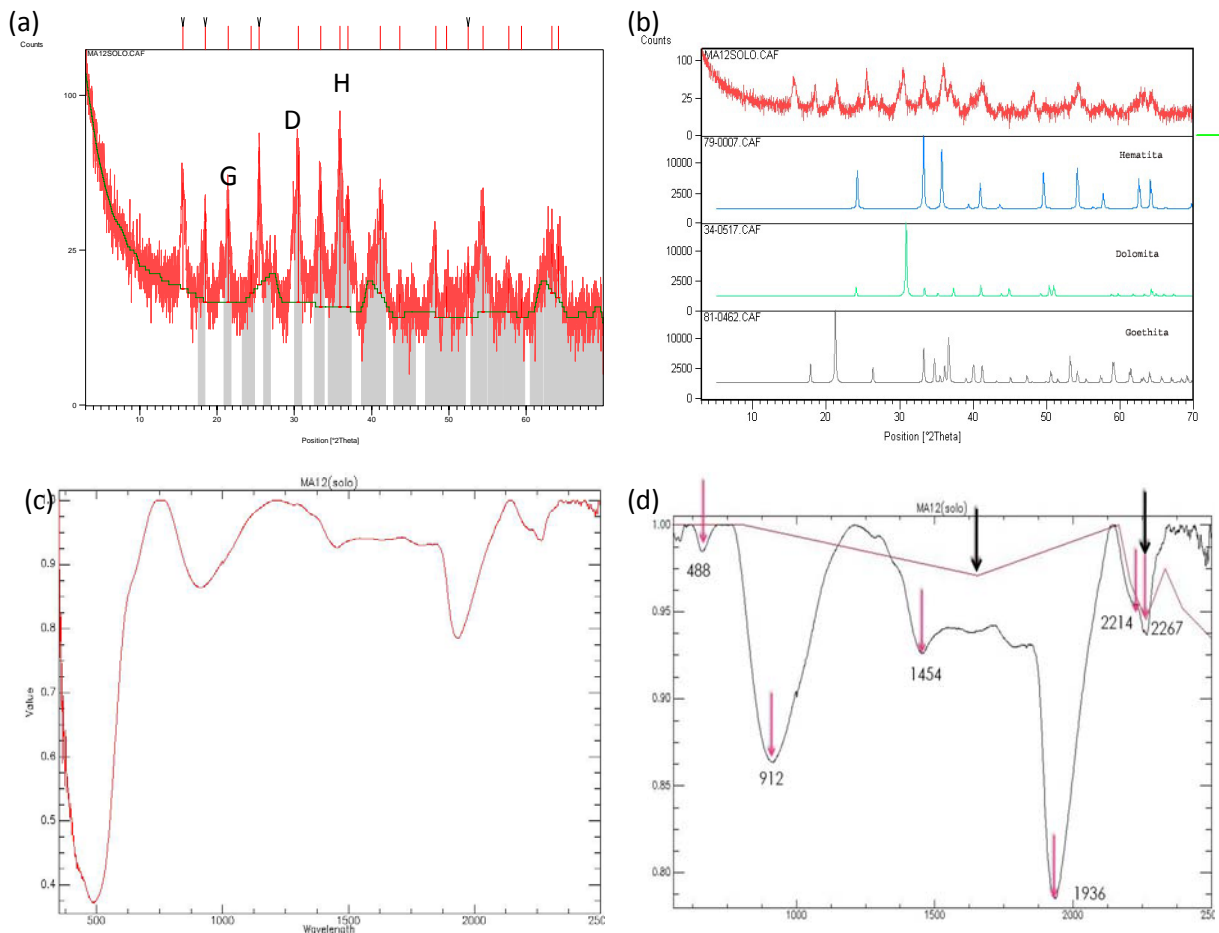 (a)
Counts
MA12SOLO.CAF
100
25
0
G
D
H
10
20
30
40
50
60
Position [°2Theta]
(b)
Counts
MA12SOLO.CAF
100
25
0
79-0007.CAF
Hematita
10000
2500
0
34-0517.CAF
Dolomita
10000
2500
0
81-0462.CAF
Goethita
10000
2500
0
10
20
30
40
50
60
70
Position [°2Theta]
(c)
MA12(solo)
Value
0.9
0.8
0.7
0.6
0.5
0.4
500
1000
1500
2000
250
Wavelength
(d)
MA12(solo)
1.00
0.95
0.90
0.85
0.80
488
912
1454
1936
2214
2267
1000
1500
2000
250